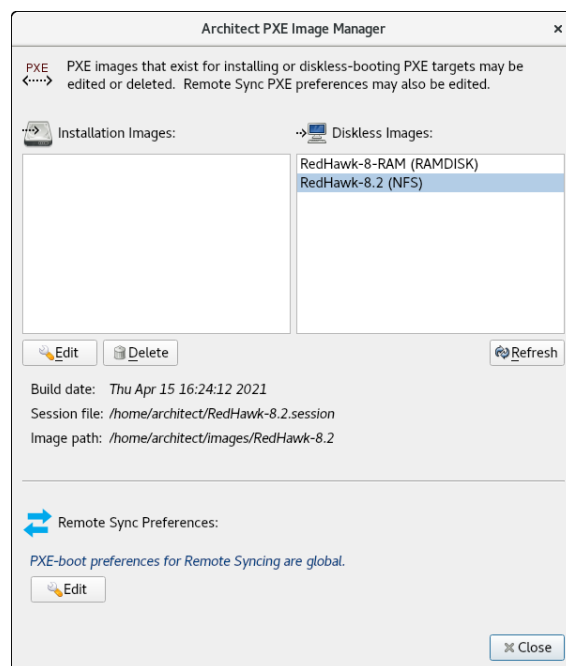 Architect PXE Image Manager
PXE
PXE images that exist for installing or diskless-booting PXE targets may be
edited or deleted. Remote Sync PXE preferences may also be edited.
Installation Images:
Diskless Images:
RedHawk-8-RAM (RAMDISK)
RedHawk-8.2 (NFS)
Edit
Delete
Refresh
Build date: Thu Apr 15 16:24:12 2021
Session file: /home/architect/RedHawk-8.2.session
Image path: /home/architect/images/RedHawk-8.2
Remote Sync Preferences:
PXE-boot preferences for Remote Syncing are global.
Edit
Close